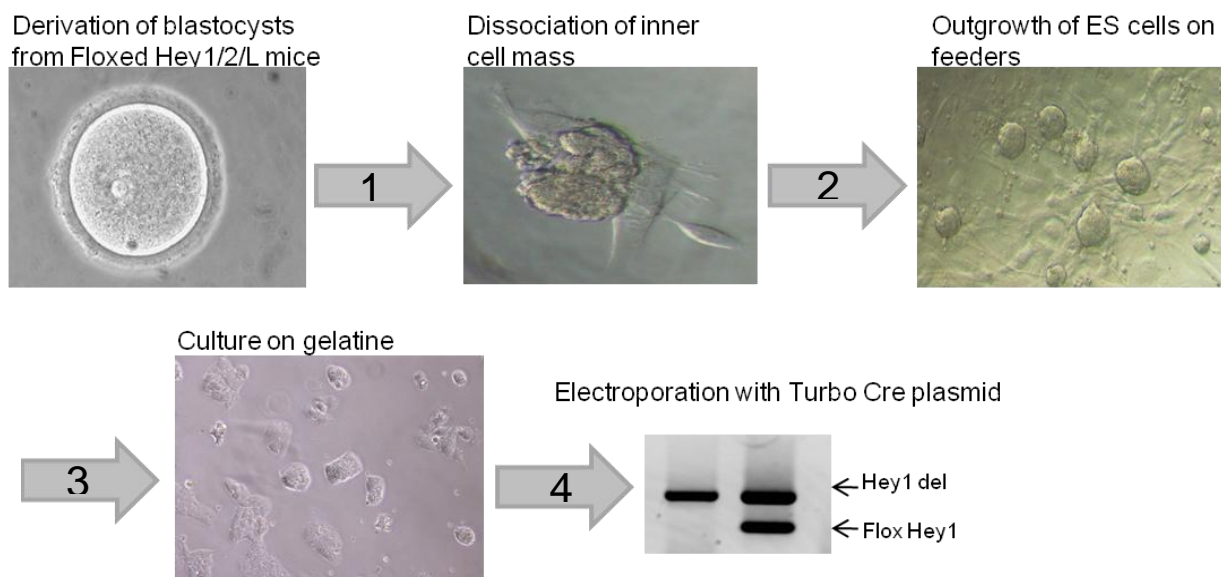 Derivation of blastocysts
from Floxed Hey1/2/L mice
1
Dissociation of inner
cell mass
2
Outgrowth of ES cells on
feeders
3
Culture on gelatine
4
Electroporation with Turbo Cre plasmid
Hey1 del
Flox Hey1